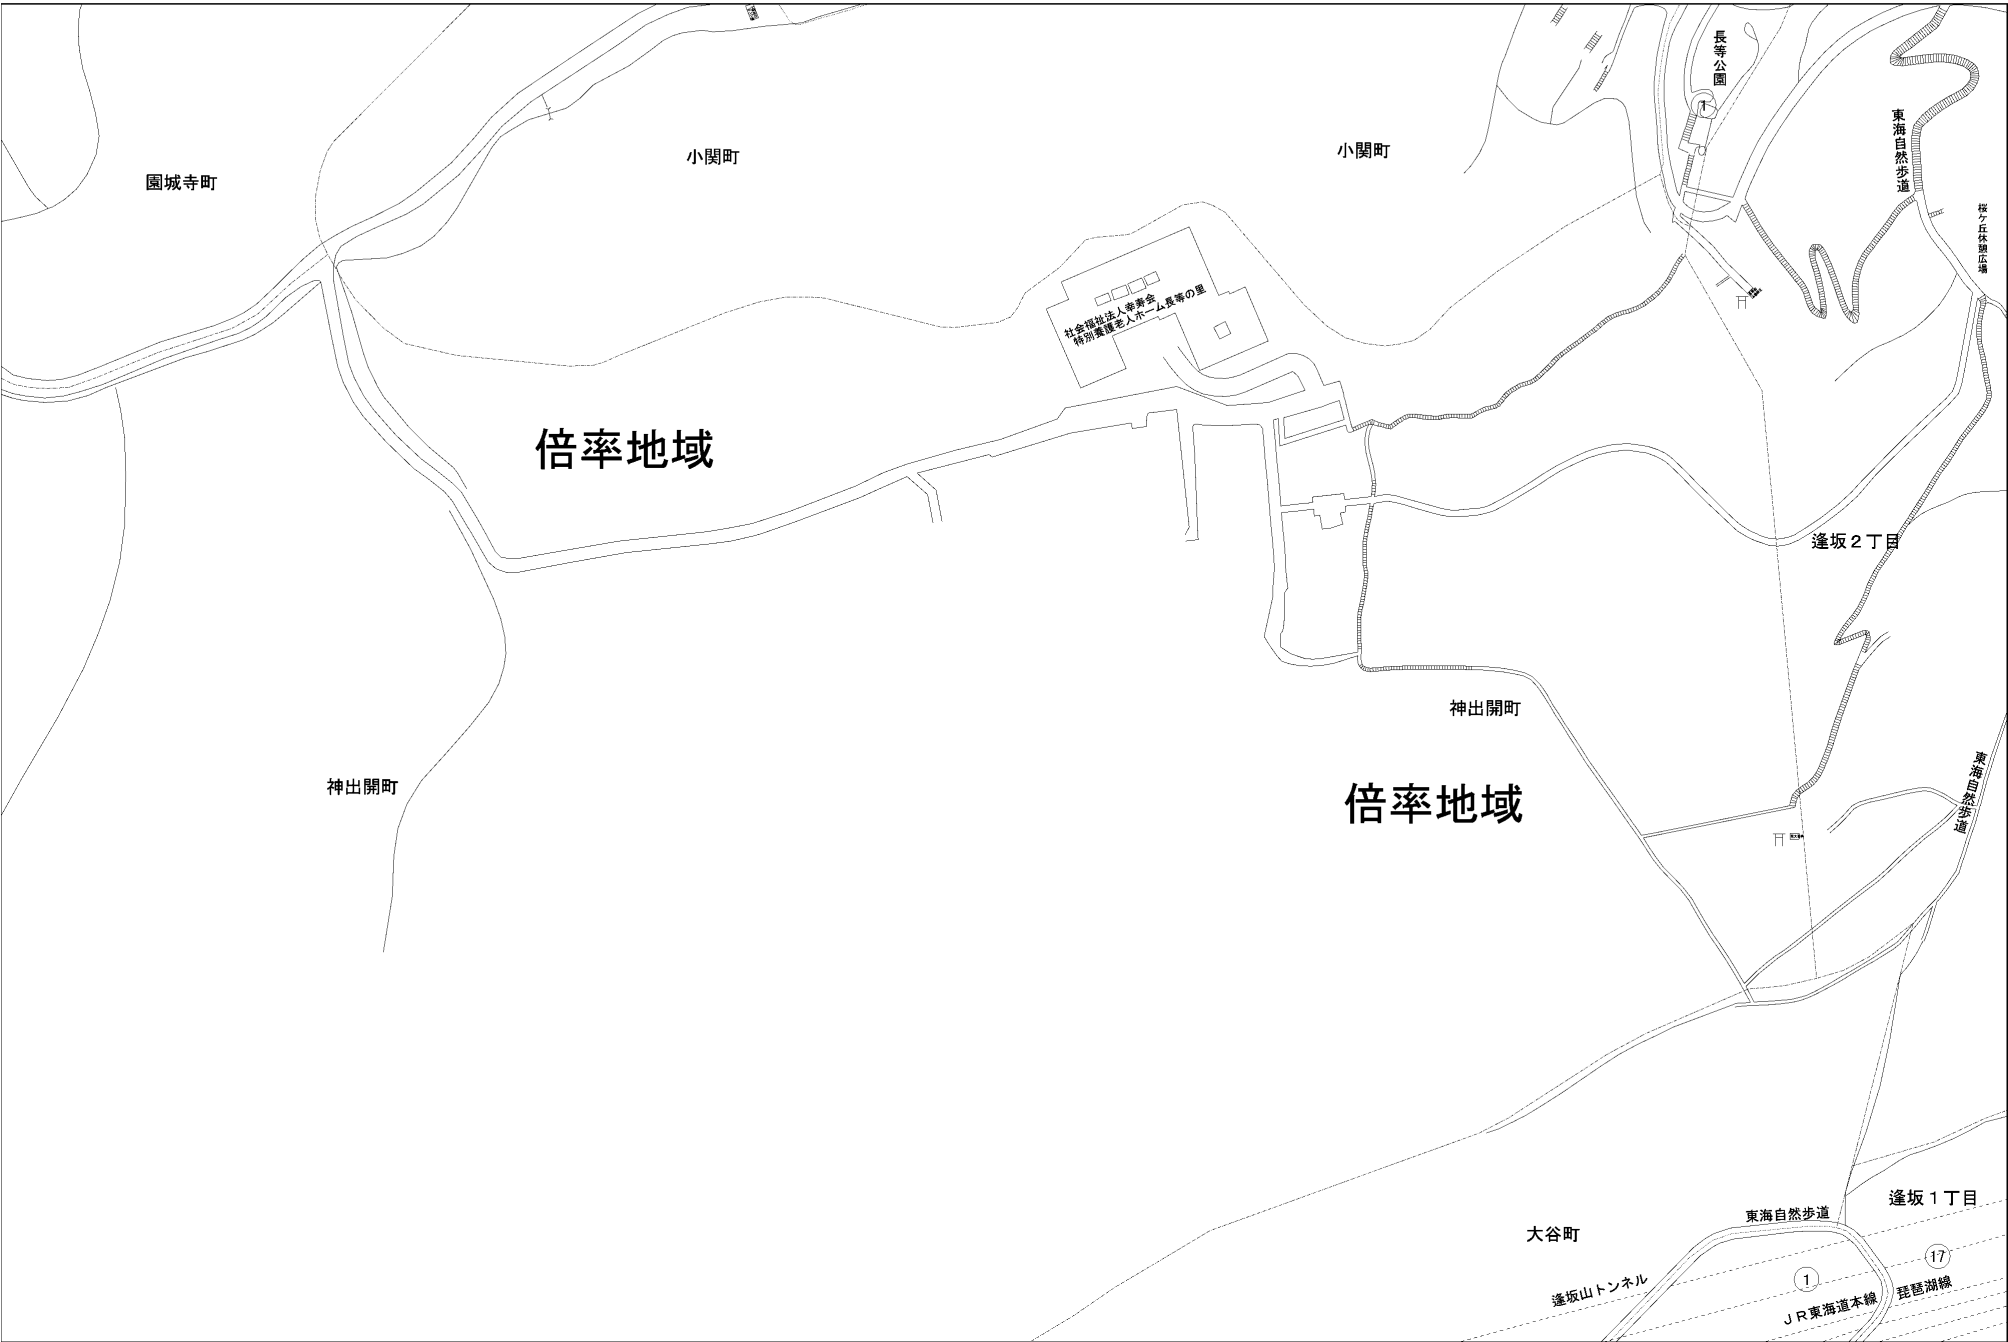 長等公園
1
東海自然歩道
小関町
小関町
園城寺町
桜ケ丘休憩広場
社会福祉法人幸寿会
特別養護老人ホーム長等の里
倍率地域
逢坂２丁目
神出開町
神出開町
倍率地域
東海自然歩道
逢坂１丁目
東海自然歩道
大谷町
17
1
逢坂山トンネル
琵琶湖線
ＪＲ東海道本線